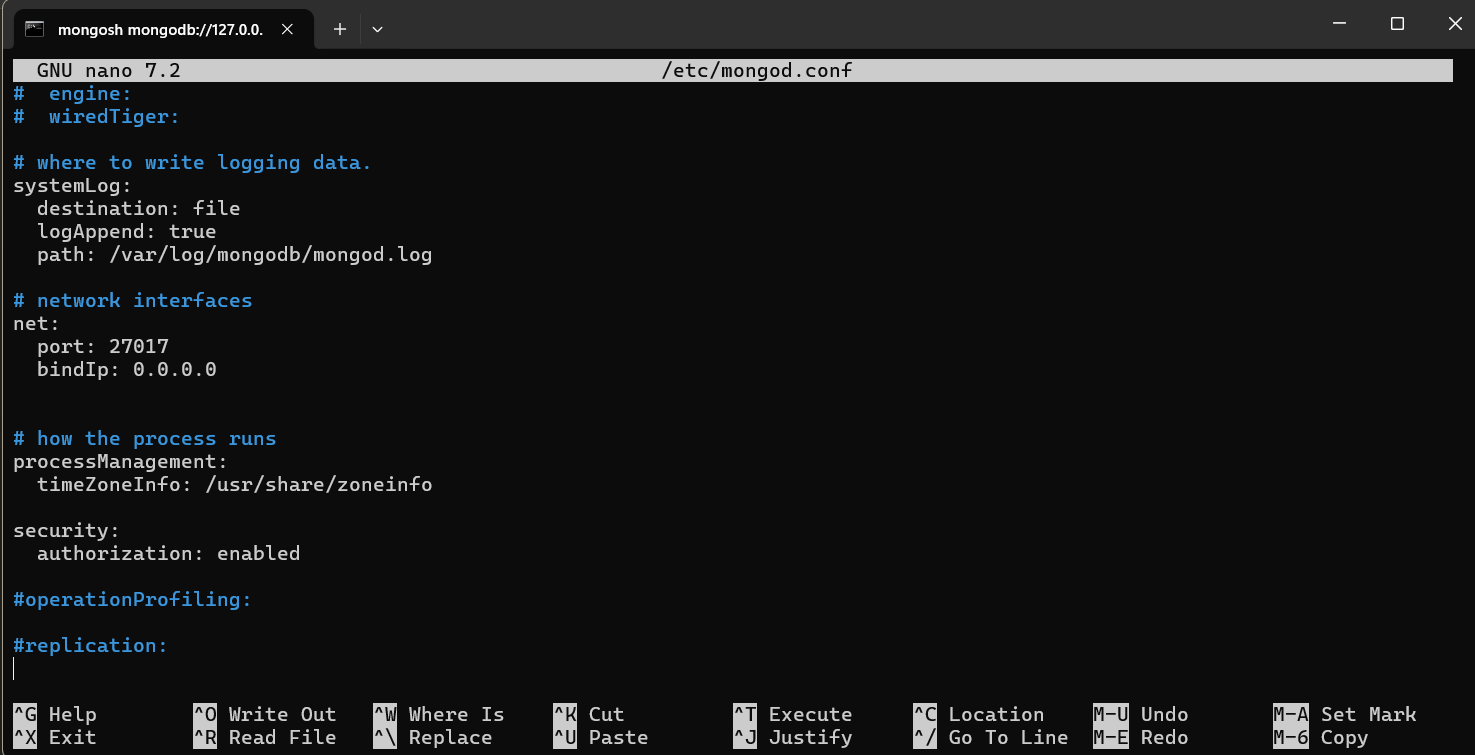 mongosh mongodb://127.0.0.
GNU nano 7.2 /etc/mongod.conf
#  engine:
#  wiredTiger:
# where to write logging data.
systemLog:
  destination: file
  logAppend: true
  path: /var/log/mongodb/mongod.log
# network interfaces
net:
  port: 27017
  bindIp: 0.0.0.0
# how the process runs
processManagement:
  timeZoneInfo: /usr/share/zoneinfo
security:
  authorization: enabled
#operationProfiling:
#replication:
^G Help ^O Write Out ^W Where Is ^K Cut ^T Execute ^C Location M-U Undo M-A Set Mark
^X Exit ^R Read File ^\ Replace ^U Paste ^J Justify ^/ Go To Line M-E Redo M-6 Copy